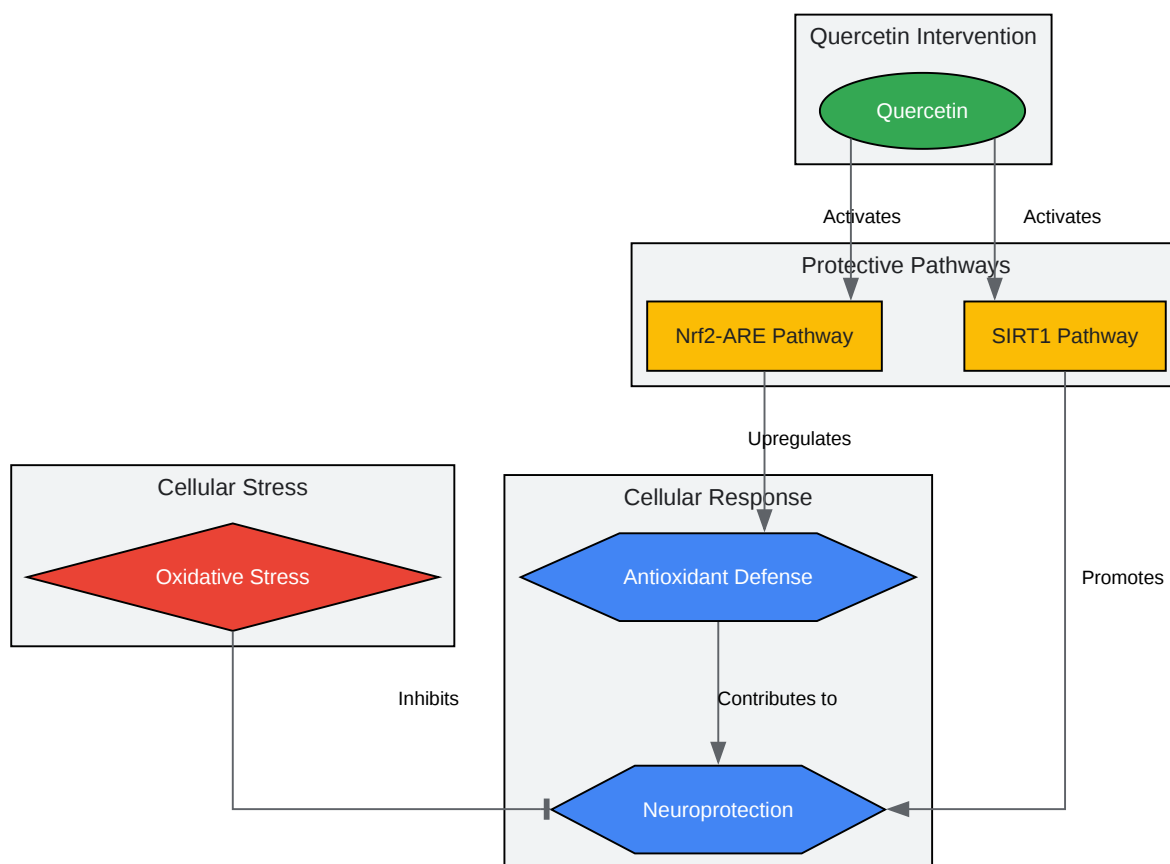 Quercetin Intervention
Quercetin
Activates
Activates
Protective Pathways
Nrf2-ARE Pathway
SIRT1 Pathway
Upregulates
Cellular Stress
Cellular Response
Oxidative Stress
Antioxidant Defense
Promotes
Inhibits
Contributes to
Neuroprotection